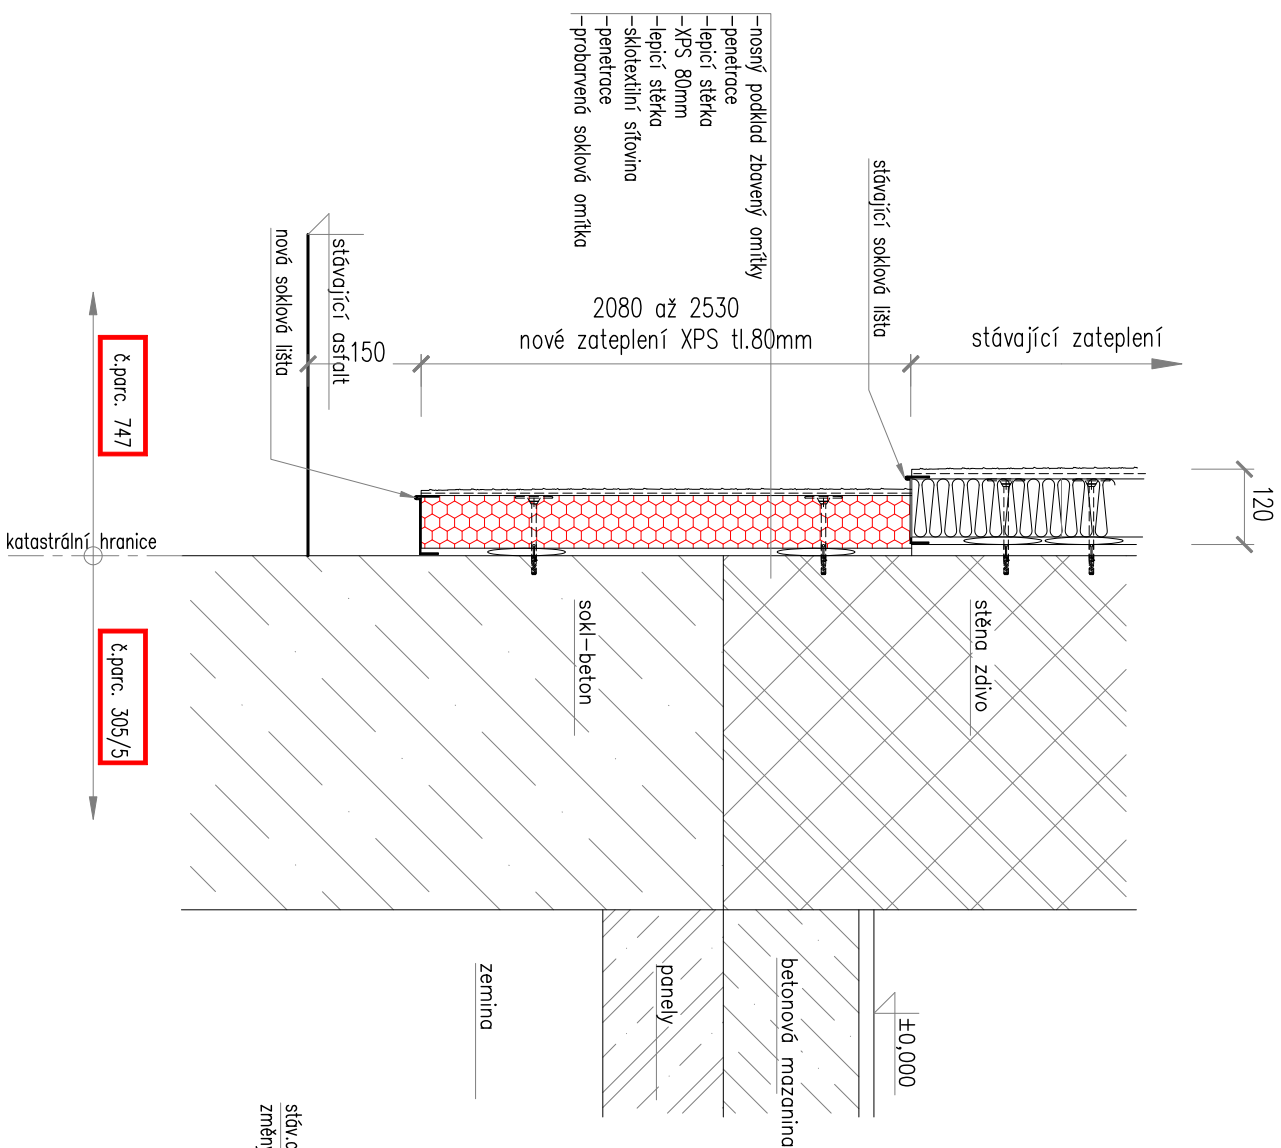 -nosný podklad zbavený omítky
-penetrace
-lepicí stěrka
-XPS 80mm
-lepicí stěrka
-sklotextilní síťovina
-penetrace
-probarvená soklová omítka
stávající soklová lišta
2080 až 2530
nové zateplení XPS tl.80mm
stávající zateplení
150
120
stávající asfalt
nová soklová lišta
č.parc. 747
katastrální hranice
č.parc. 305/5
sokl-beton
stěna zdivo
±0,000
betonová mazanina
panely
zemina